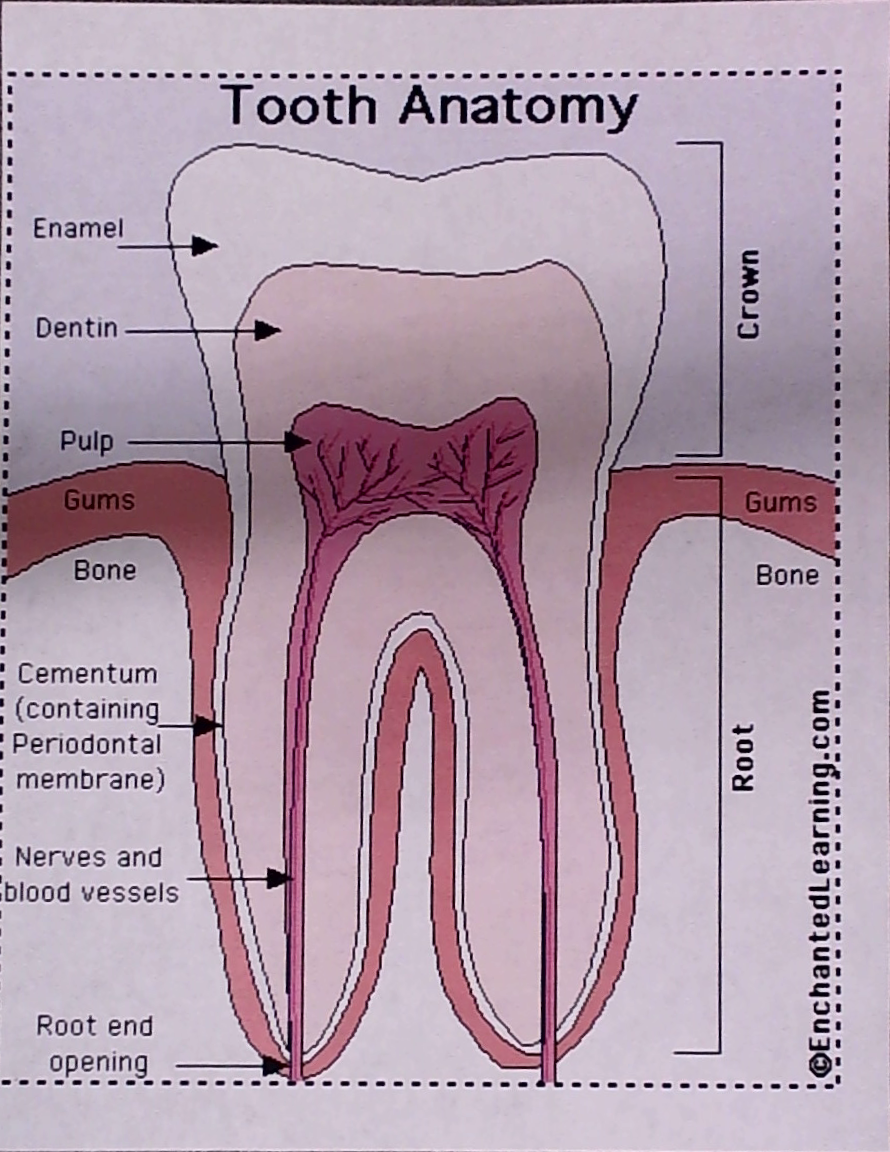 Tooth Anatomy
Enamel
Dentin
Pulp
Gums
Bone
Cementum
(containing
Periodontal
membrane)
Nerves and
blood vessels
Root end
opening
Crown
Gums
Bone
Root
©EnchantedLearning.com